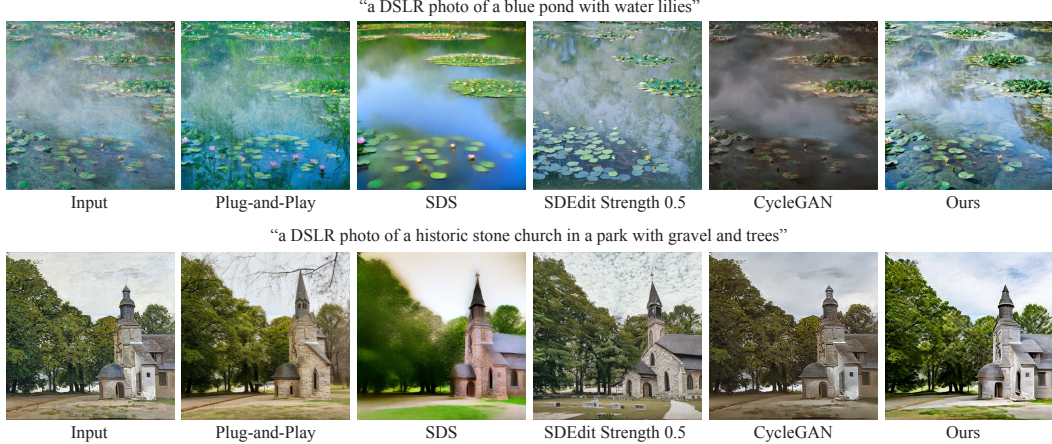 “a DSLR photo of a blue pond with water lilies”
Input Plug-and-Play SDS SDEdit Strength 0.5 CycleGAN Ours
“a DSLR photo of a historic stone church in a park with gravel and trees”
Input Plug-and-Play SDS SDEdit Strength 0.5 CycleGAN Ours